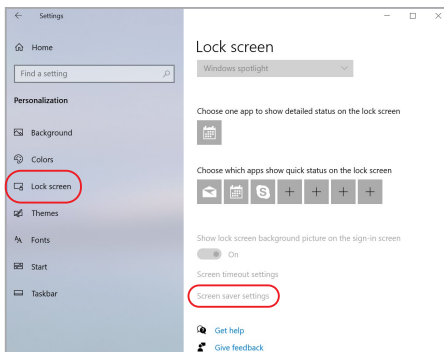 Settings
Home
Find a setting
Personalization
Background
Colors
Lock screen
Themes
Fonts
Start
Taskbar
Lock screen
Windows spotlight
Choose one app to show detailed status on the lock screen
Choose which apps show quick status on the lock screen
Show lock screen background picture on the sign-in screen
On
Screen timeout settings
Screen saver settings
Get help
Give feedback